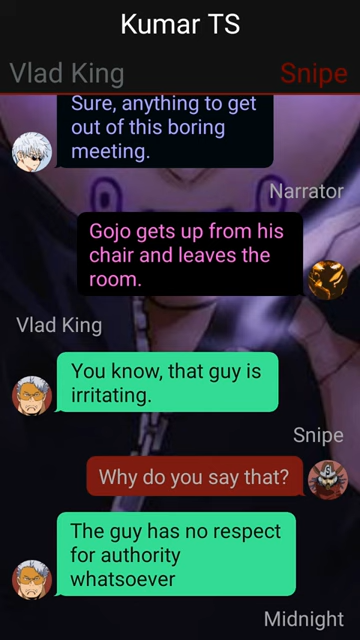 Kumar TS
Vlad King
Snipe
Sure, anything to get
out of this boring
meeting.
Narrator
Gojo gets up from his
chair and leaves the
room.
Vlad King
You know, that guy is
irritating.
Snipe
Why do you say that?
The guy has no respect
for authority
whatsoever
Midnight